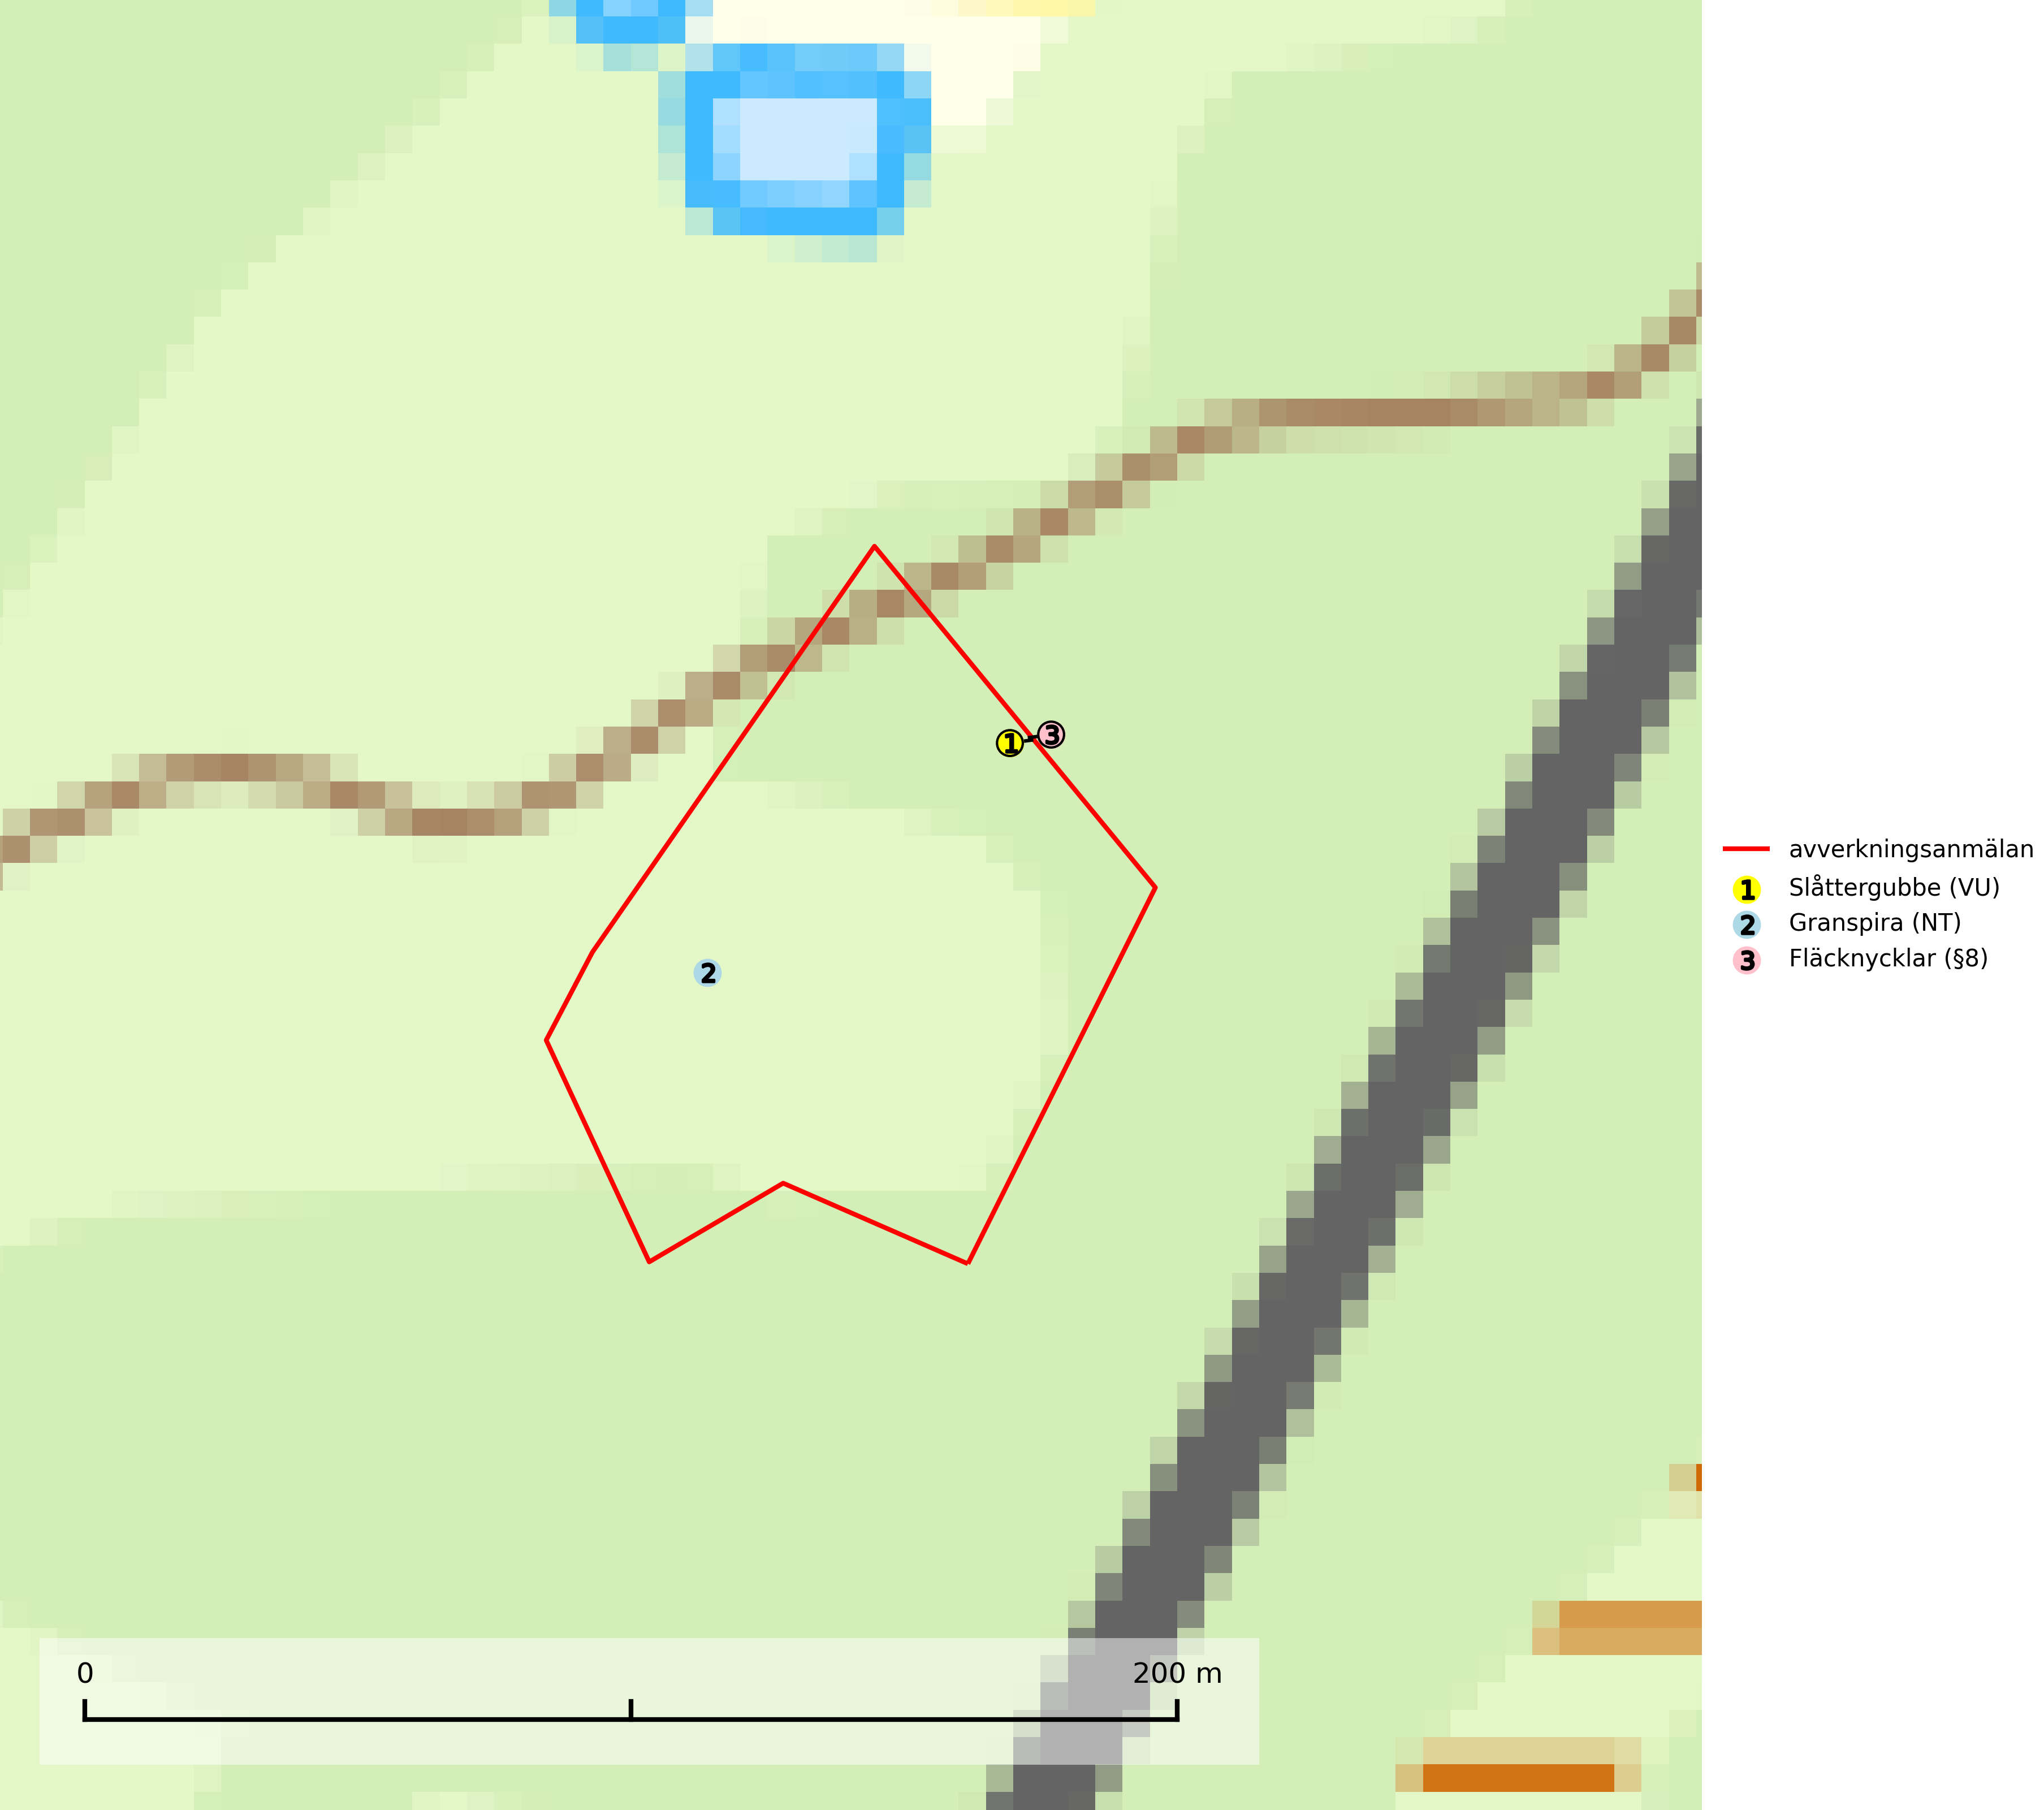 1
3
2
avverkningsanmälan
1 Slåttergubbe (VU)
2 Granspira (NT)
3 Fläcknycklar (§8)
0 200 m